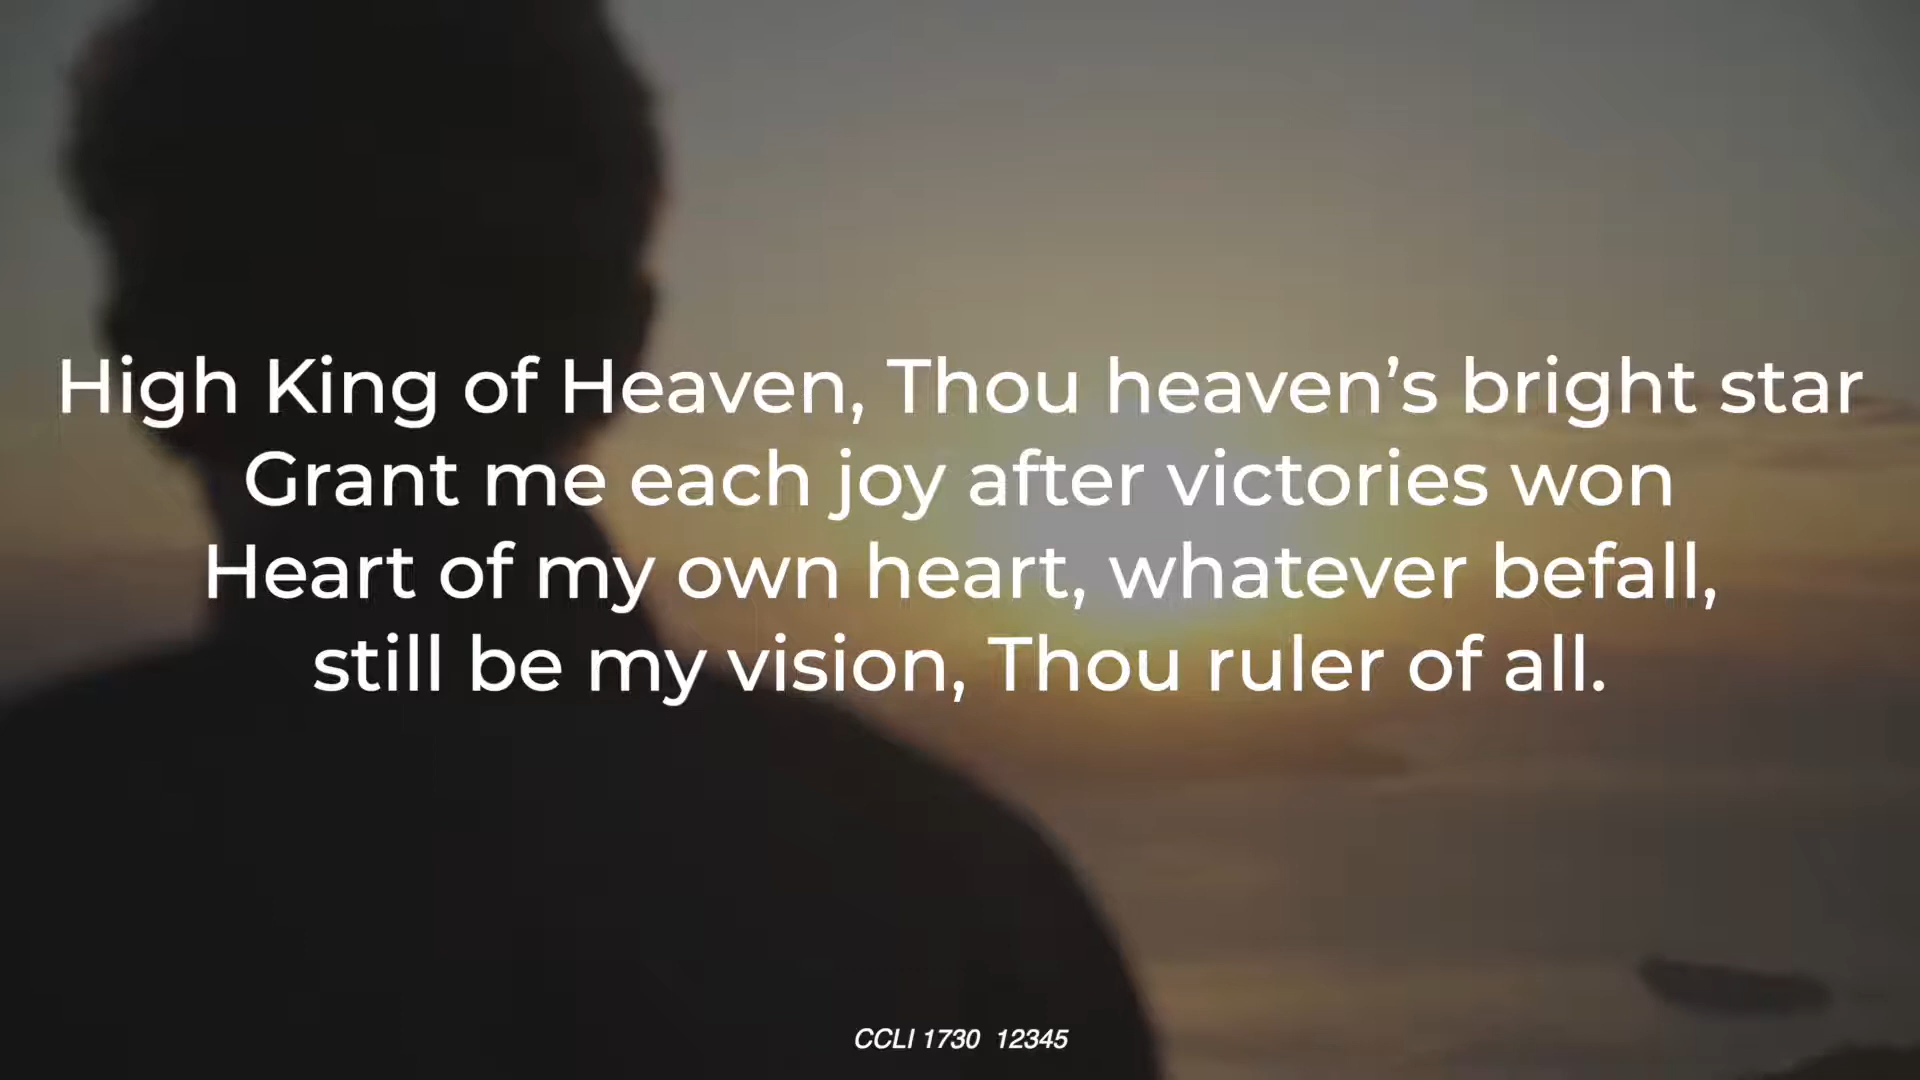 High King of Heaven, Thou heaven’s bright star
Grant me each joy after victories won
Heart of my own heart, whatever befall,
still be my vision, Thou ruler of all.
CCLI 1730  12345